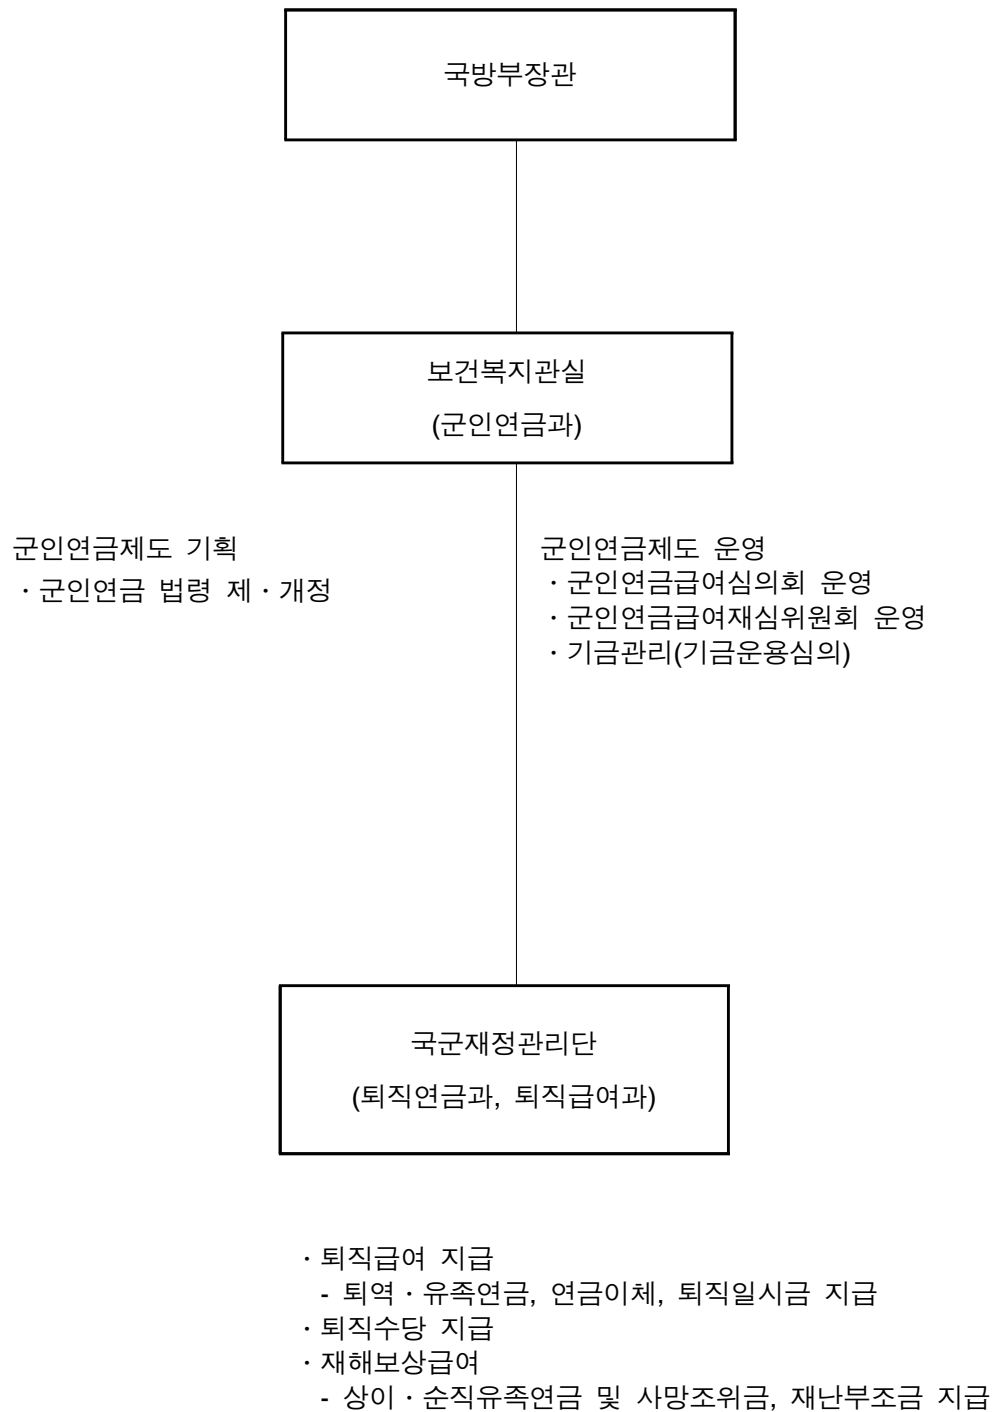 국방부장관
보건복지관실
(군인연금과)
군인연금제도 기획
· 군인연금 법령 제 · 개정
군인연금제도 운영
· 군인연금급여심의회 운영
· 군인연금급여재심위원회 운영
· 기금관리(기금운용심의)
국군재정관리단
(퇴직연금과, 퇴직급여과)
· 퇴직급여 지급
- 퇴역 · 유족연금, 연금이체, 퇴직일시금 지급
· 퇴직수당 지급
· 재해보상급여
- 상이 · 순직유족연금 및 사망조위금, 재난부조금 지급